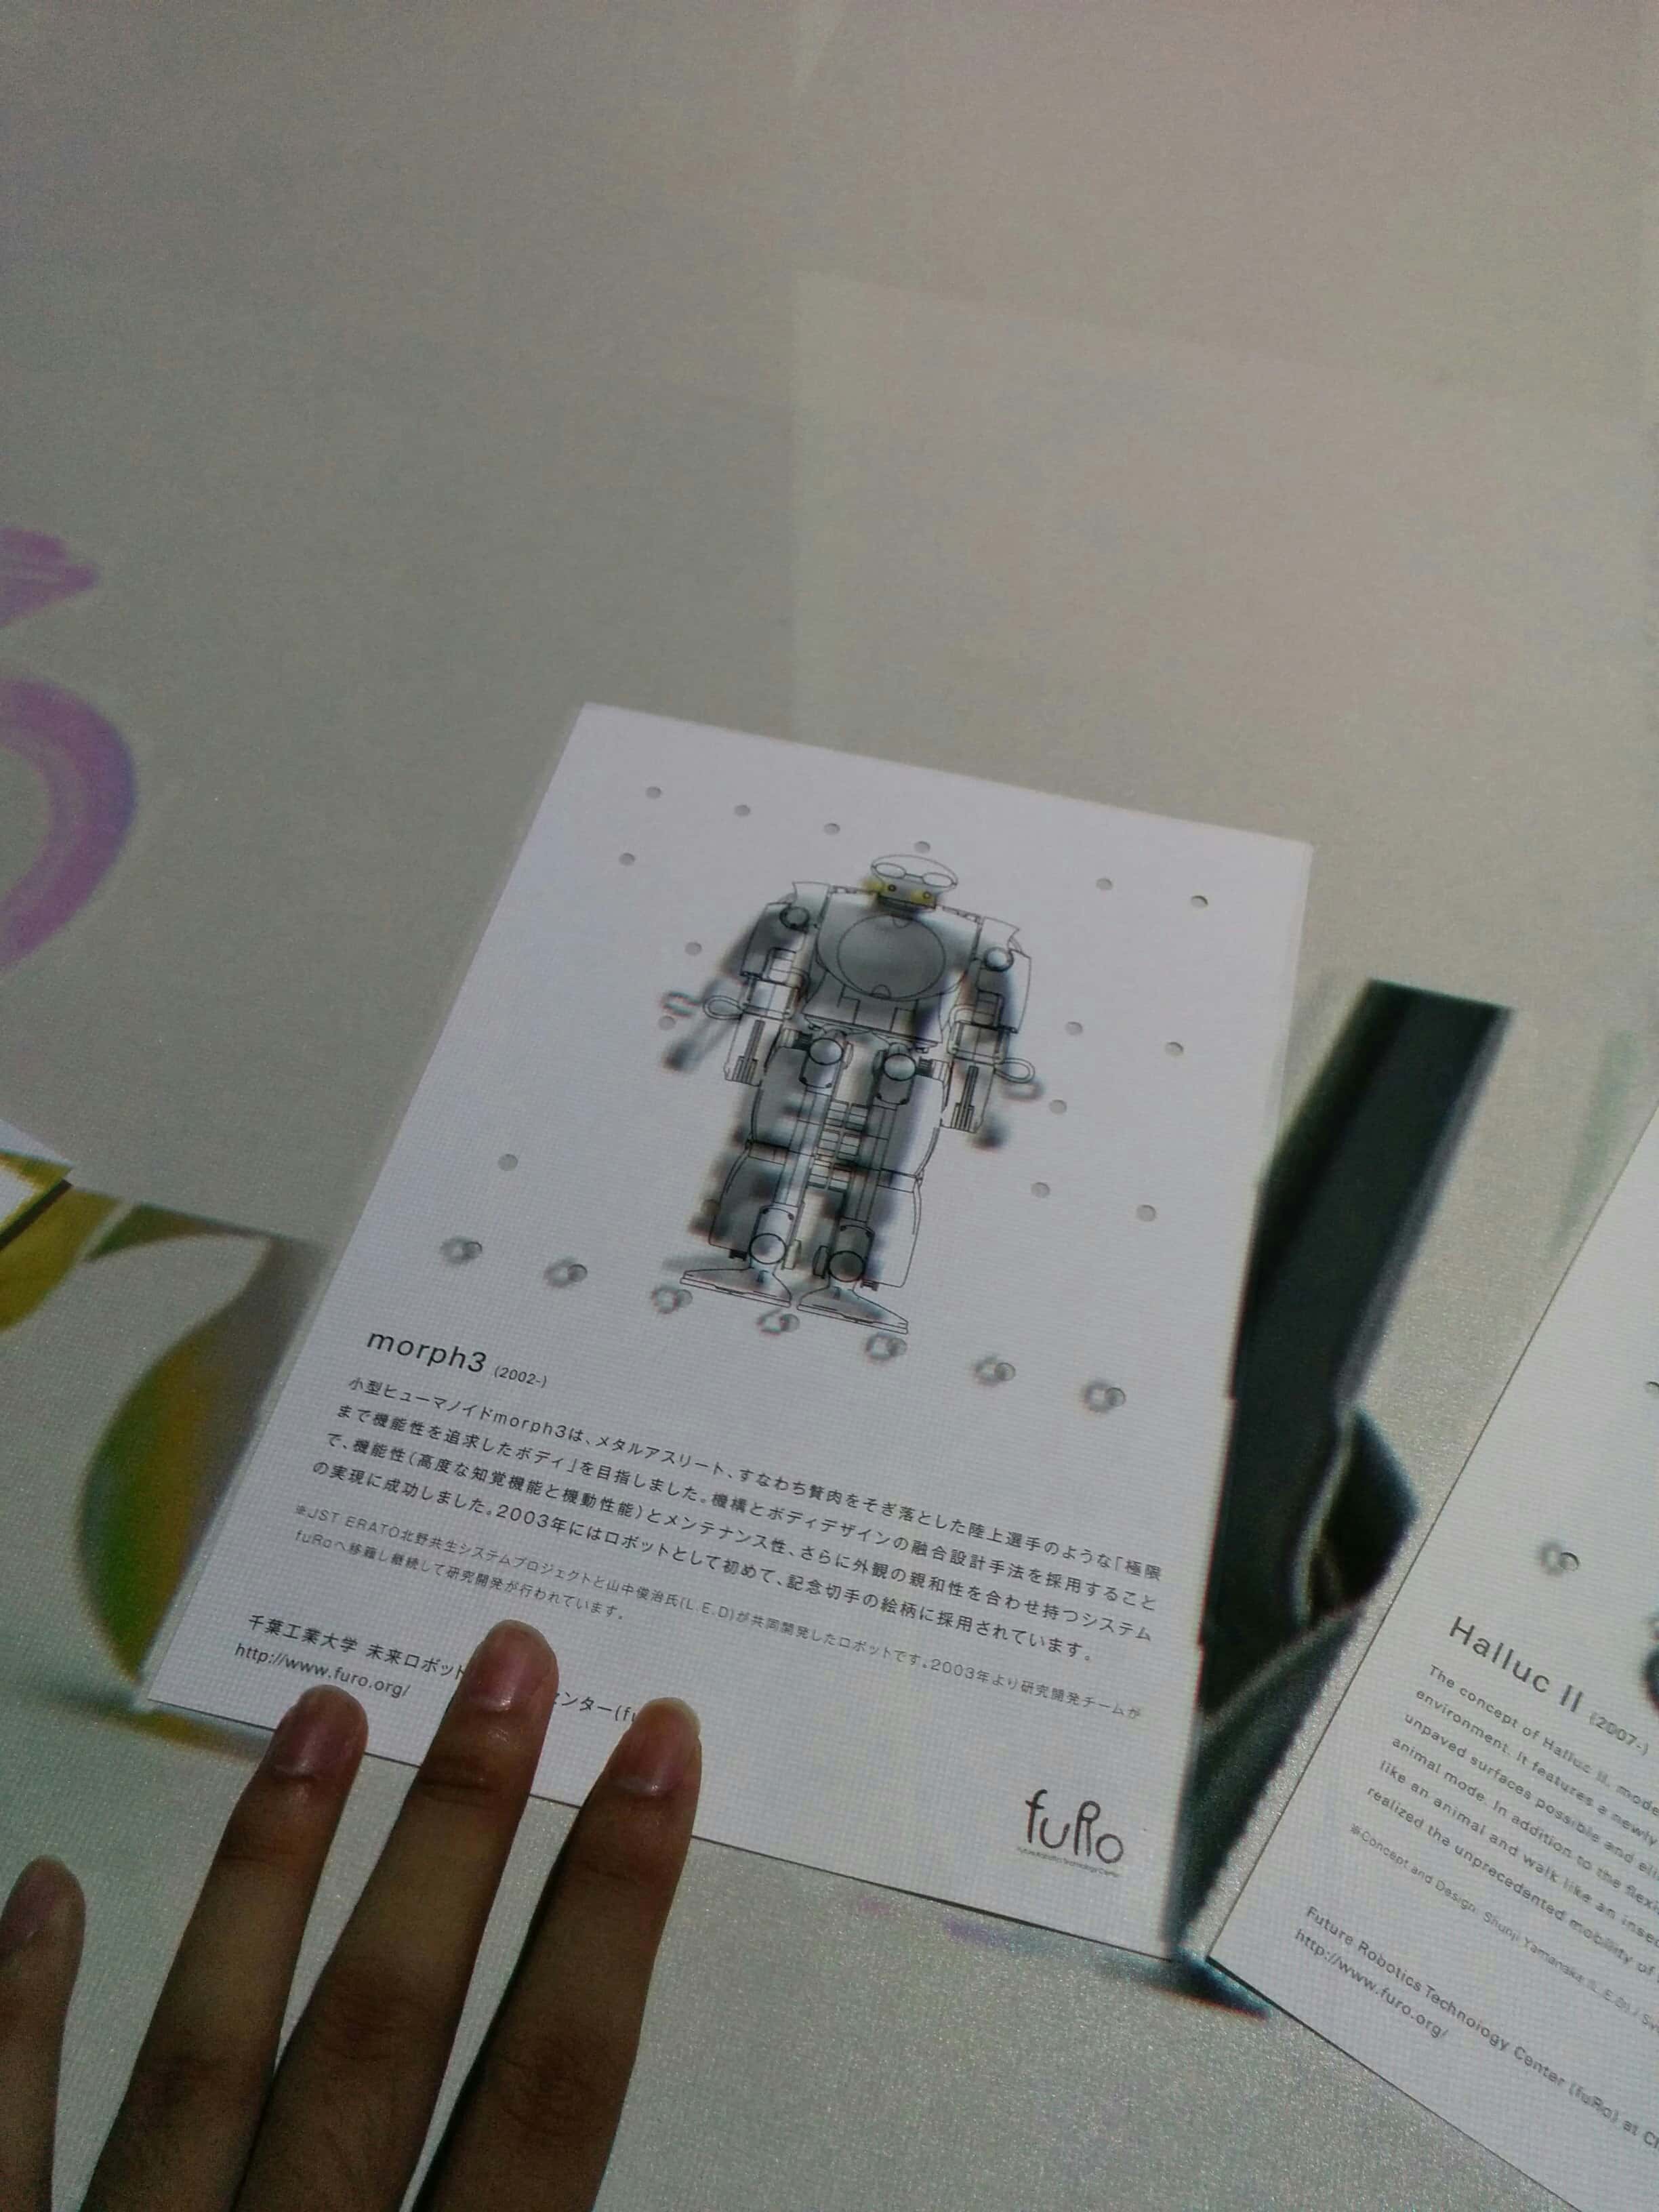 morph3 (2002-)
小型ヒューマノイドmorph3は、メタルアスリート、すなわち贅肉をそぎ落とした陸上選手のような「極限
まで機能性を追求したボディ」を目指しました。機構とボディデザインの融合設計手法を採用すること
で、機能性(高度な知覚機能と機動性能)とメンテナンス性、さらに外観の親和性を合わせ持つシステム
の実現に成功しました。2003年にはロボットとして初めて、記念切手の絵柄に採用されています。
※JST ERATO北野共生システムプロジェクトと山中俊治氏(L.E.D)が共同開発したロボットです。2003年より研究開発チームが
fuRoへ移籍し継続して研究開発が行われています。
千葉工業大学 未来ロボット
ンター(fu
http://www.furo.org/
fuRo
Halluc II (2007-)
The concept of Halluc II, mode
environment. It features a newly
unpaved surfaces possible and eli
animal mode. In addition to the flexi
like an animal and walk like an insec
realized the unprecedented mobility of
※Concept and Design: Shunji Yamanaka (L.E.D) /
Future Robotics Technology Center (fuRo) at C
http://www.furo.org/